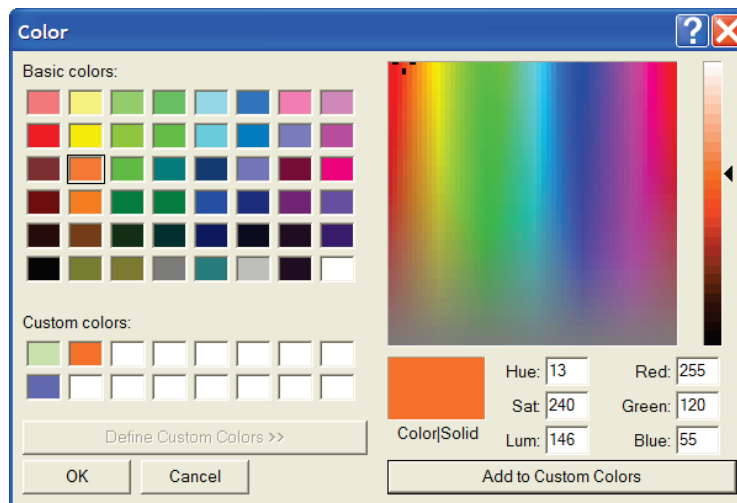 Color
Basic colors:
Custom colors:
Define Custom Colors >>
OK Cancel
Color|Solid
Hue: 13 Red: 255
Sat: 240 Green: 120
Lum: 146 Blue: 55
Add to Custom Colors